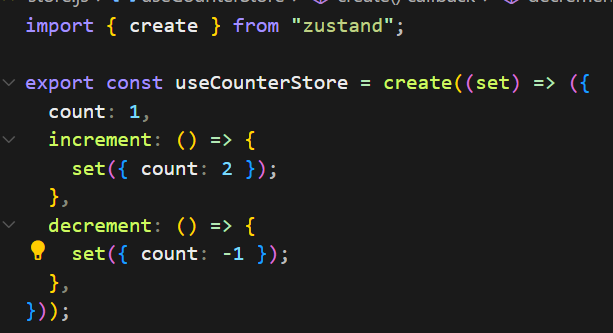 import { create } from "zustand";
export const useCounterStore = create((set) => ({
  count: 1,
  increment: () => {
    set({ count: 2 });
  },
  decrement: () => {
    set({ count: -1 });
  },
}));